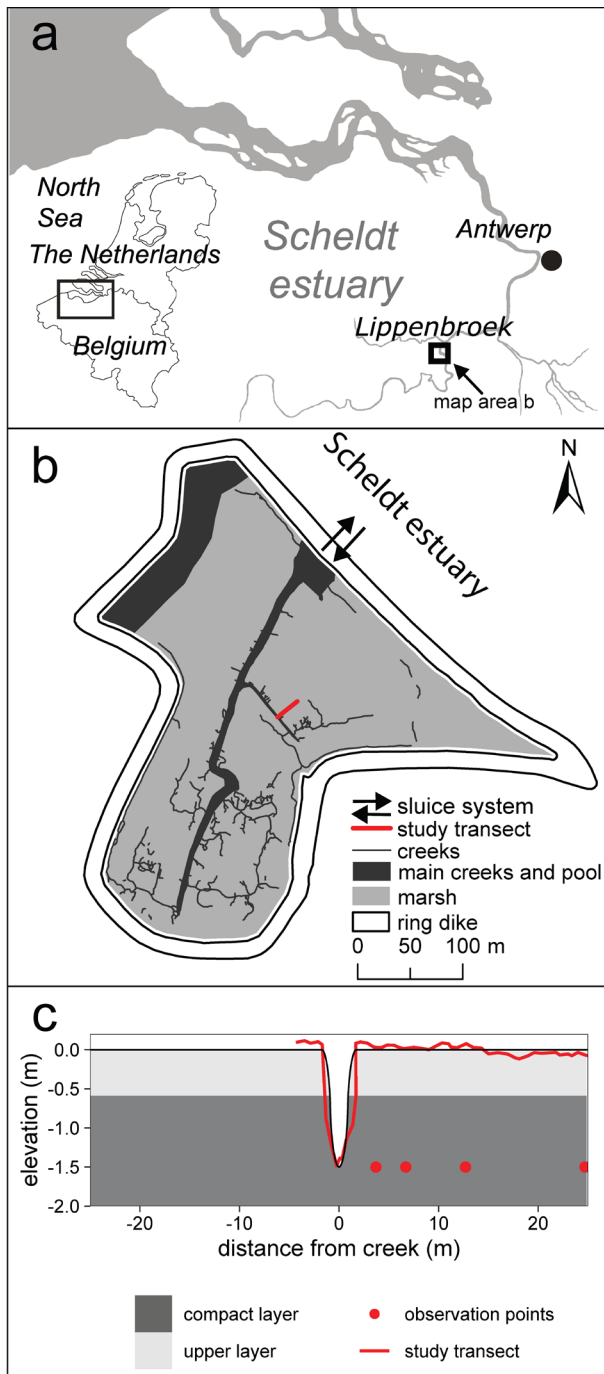 a
North
Sea
The Netherlands
Belgium
Scheldt
estuary
Antwerp
Lippenbroek
map area b
b
Scheldt estuary
N
sluice system
study transect
creeks
main creeks and pool
marsh
ring dike
0 50 100 m
c
0.0
-0.5
-1.0
-1.5
-2.0
elevation (m)
-20 -10 0 10 20
distance from creek (m)
compact layer
observation points
upper layer
study transect